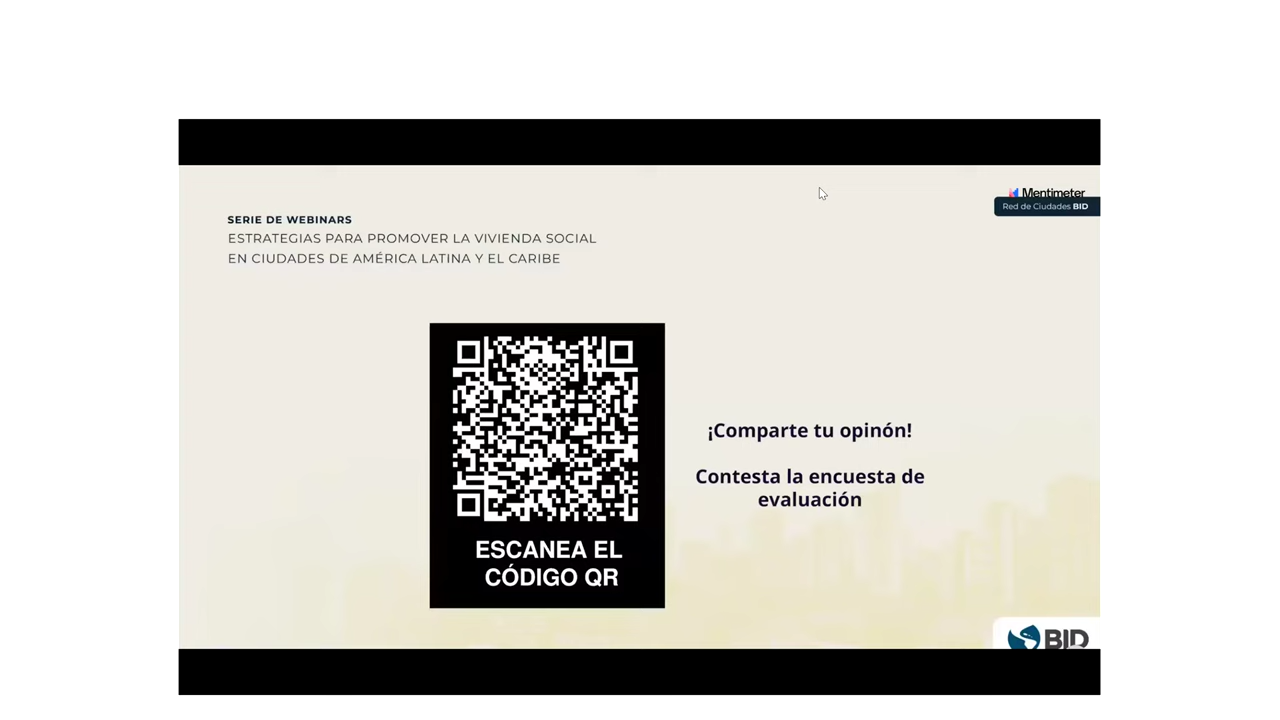 Mentimeter
Red de Ciudades BID
SERIE DE WEBINARS
ESTRATEGIAS PARA PROMOVER LA VIVIENDA SOCIAL
EN CIUDADES DE AMÉRICA LATINA Y EL CARIBE
¡Comparte tu opinón!
Contesta la encuesta de
evaluación
ESCANEA EL
CÓDIGO QR
BID